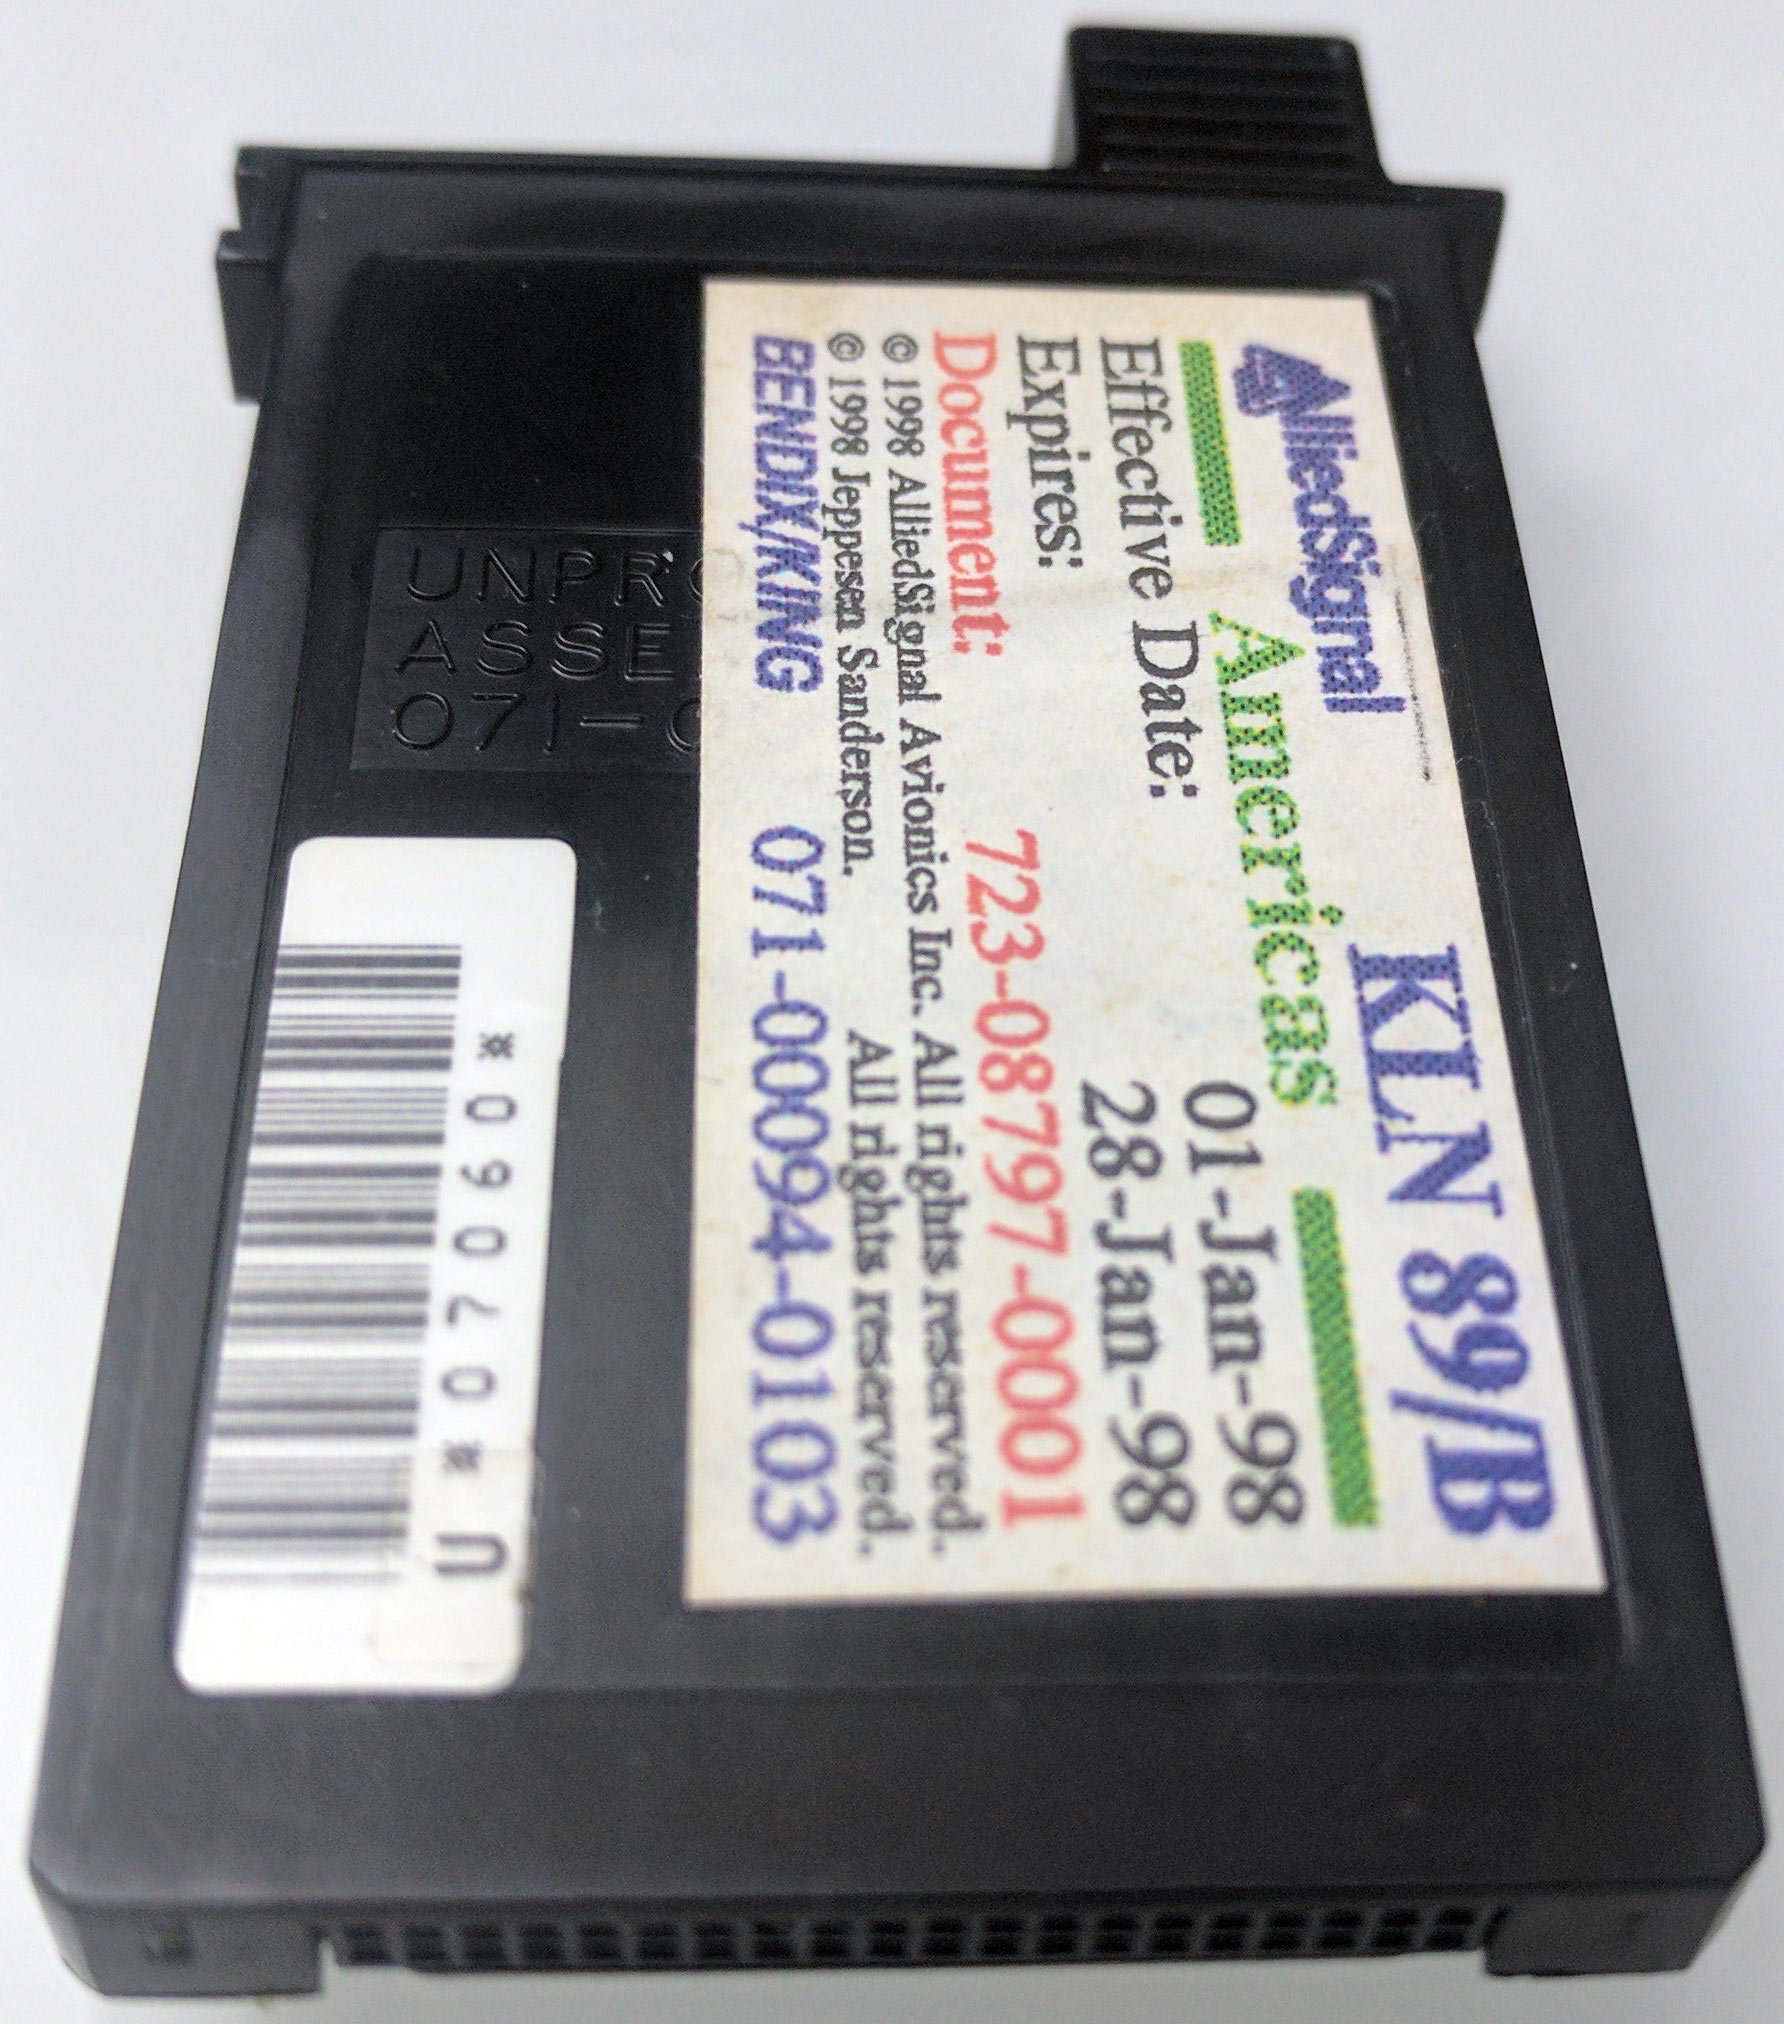 AlliedSignal KLN 89/B
Americas
Effective Date: 01-Jan-98
Expires: 28-Jan-98
Document: 723-08797-0001
© 1998 AlliedSignal Avionics Inc. All rights reserved.
© 1998 Jeppesen Sanderson. All rights reserved.
BENDIX/KING 071-00094-0103
UNPRO
ASSE
071-0
*07060*
U